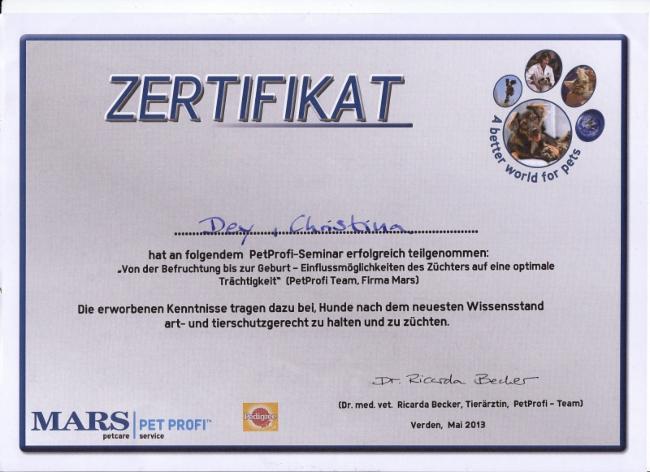 ZERTIFIKAT
A better world for pets
Dey, Christina
hat an folgendem PetProfi-Seminar erfolgreich teilgenommen:
„Von der Befruchtung bis zur Geburt – Einflussmöglichkeiten des Züchters auf eine optimale
Trächtigkeit" (PetProfi Team, Firma Mars)
Die erworbenen Kenntnisse tragen dazu bei, Hunde nach dem neuesten Wissensstand
art- und tierschutzgerecht zu halten und zu züchten.
Dr. Ricarda Becker
(Dr. med. vet. Ricarda Becker, Tierärztin, PetProfi – Team)
Verden, Mai 2013
MARS PET PROFI™
petcare service
Pedigree